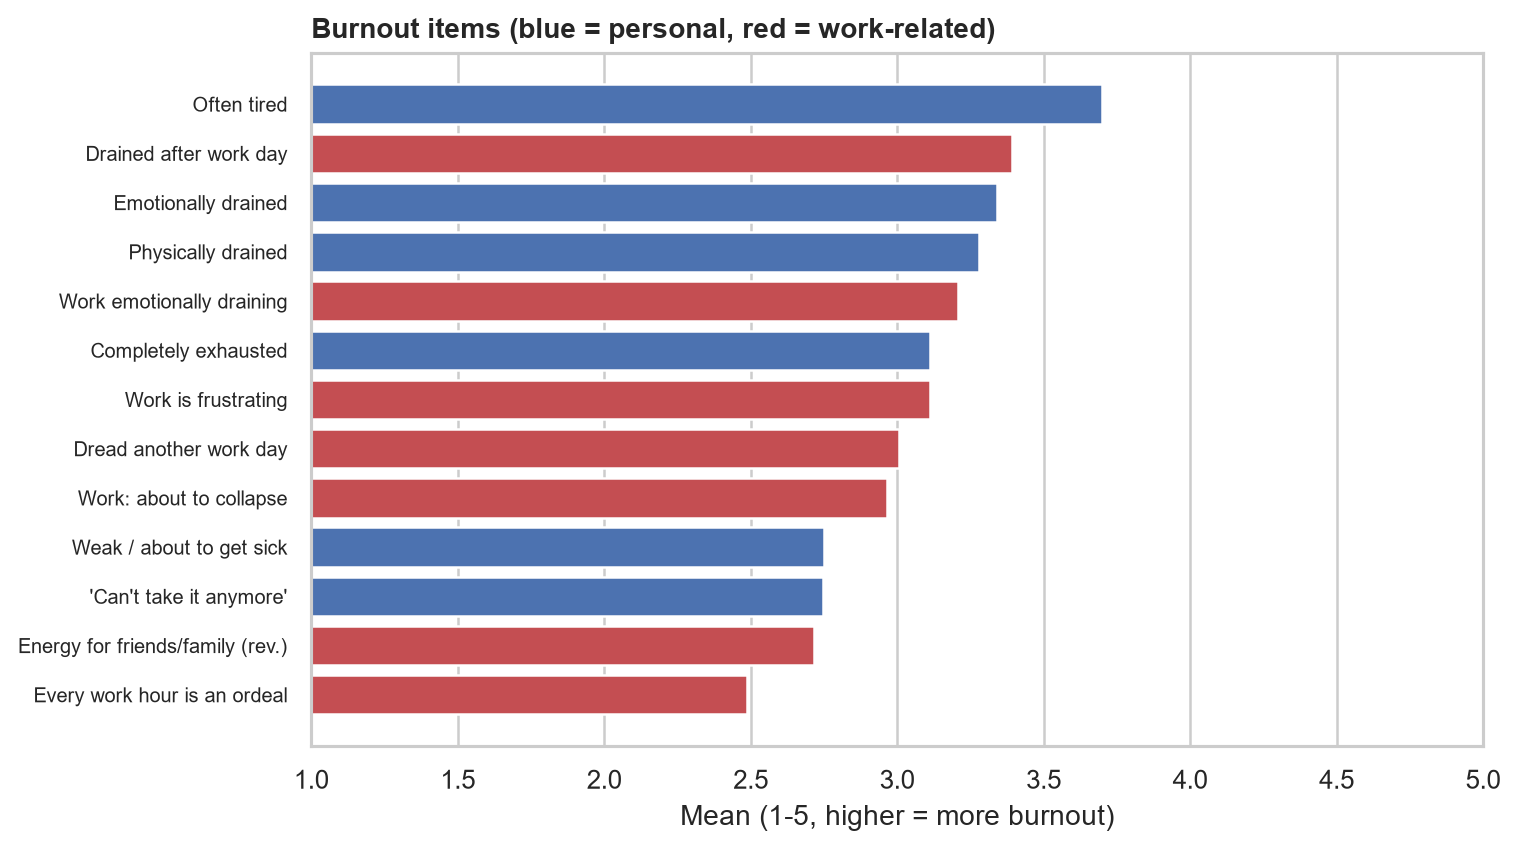 Burnout items (blue = personal, red = work-related)
Often tired
Drained after work day
Emotionally drained
Physically drained
Work emotionally draining
Completely exhausted
Work is frustrating
Dread another work day
Work: about to collapse
Weak / about to get sick
'Can't take it anymore'
Energy for friends/family (rev.)
Every work hour is an ordeal
1.0 1.5 2.0 2.5 3.0 3.5 4.0 4.5 5.0
Mean (1-5, higher = more burnout)